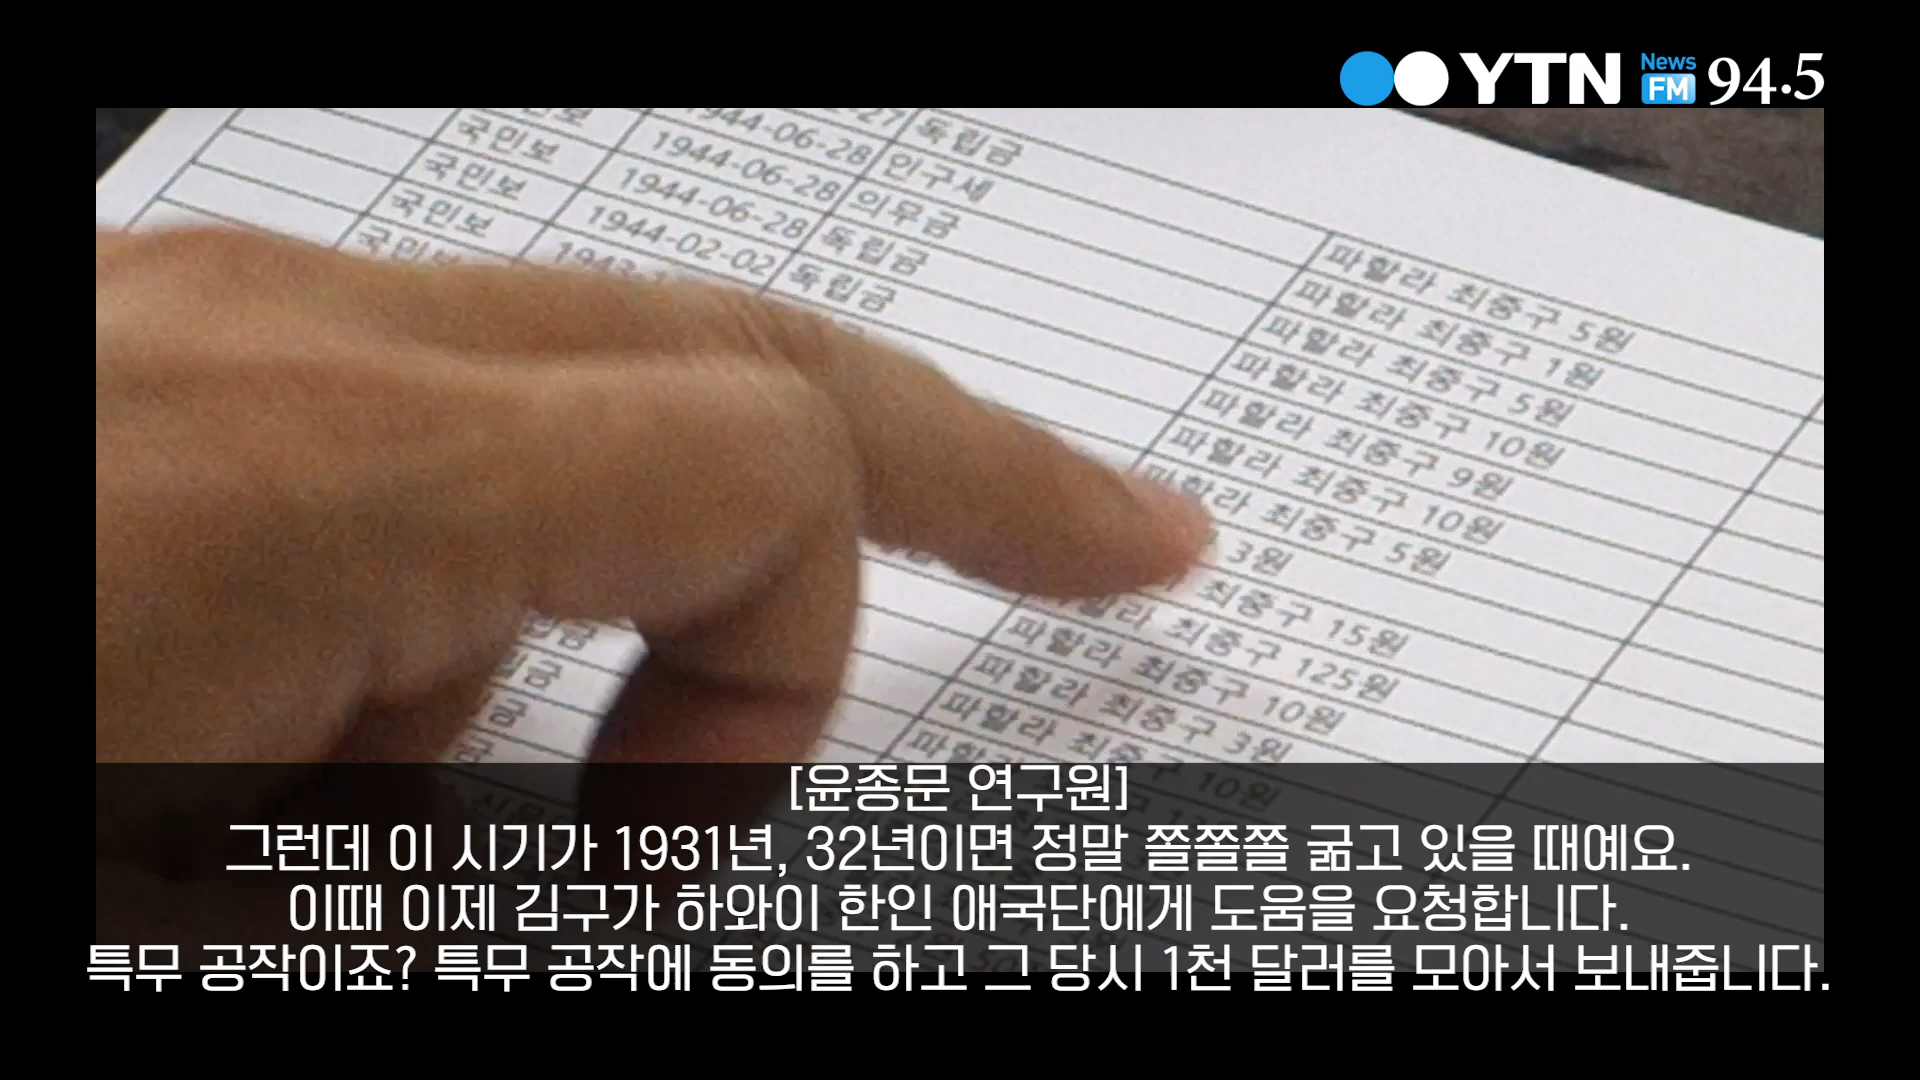 YTN News FM 94.5
독립금
국민보 1944-06-28 인구세 파할라 최중구 5원
국민보 1944-06-28 의무금 파할라 최중구 1원
국민보 1944-06-28 독립금 파할라 최중구 5원
국민보 1944-02-02 독립금 파할라 최중구 10원
파할라 최중구 9원
파할라 최중구 10원
파할라 최중구 5원
3원
최중구 15원
최중구 125원
파할라 최중구 10원
파할라 최중구 3원
파할라 최중구 10원
[윤종문 연구원]
그런데 이 시기가 1931년, 32년이면 정말 쫄쫄쫄 굶고 있을 때예요.
이때 이제 김구가 하와이 한인 애국단에게 도움을 요청합니다.
특무 공작이죠? 특무 공작에 동의를 하고 그 당시 1천 달러를 모아서 보내줍니다.